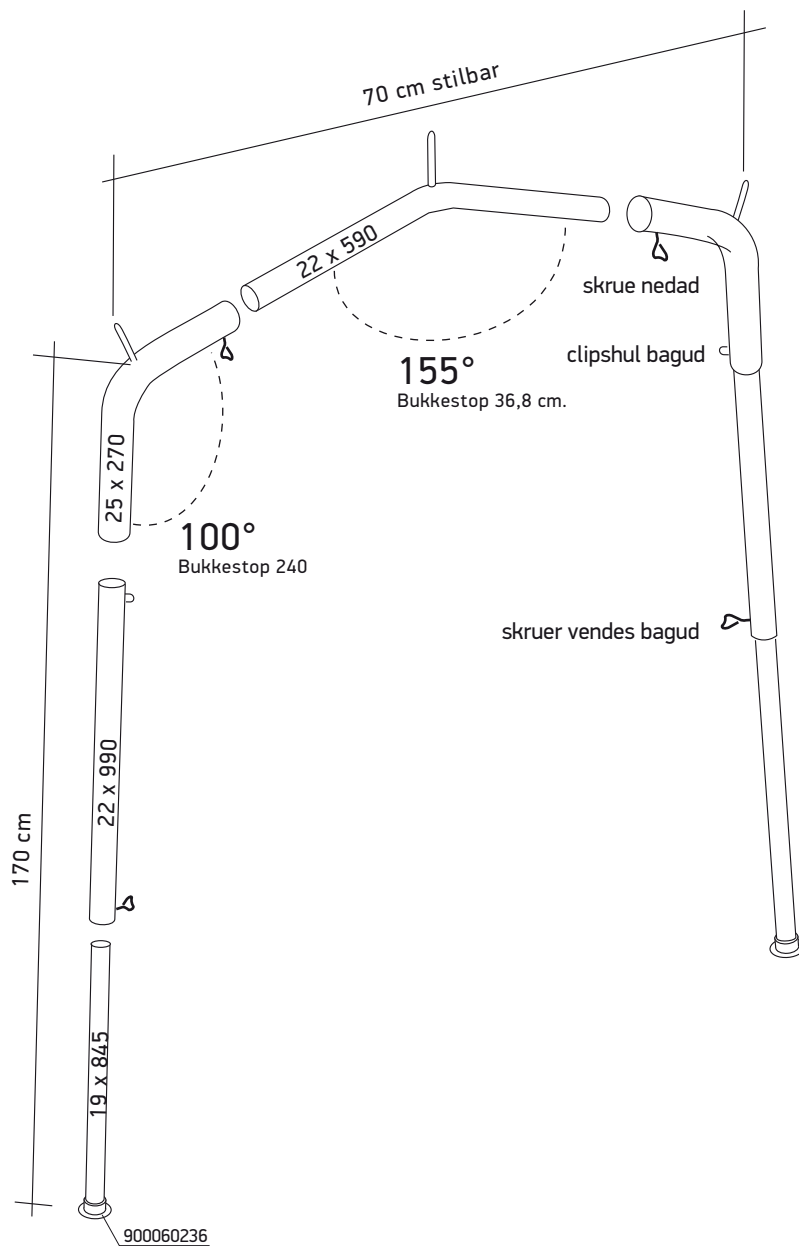 70 cm stilbar
22 x 590
skrue nedad
clipshul bagud
155°
Bukkestop 36,8 cm.
25 x 270
100°
Bukkestop 240
skruer vendes bagud
22 x 990
170 cm
19 x 845
900060236